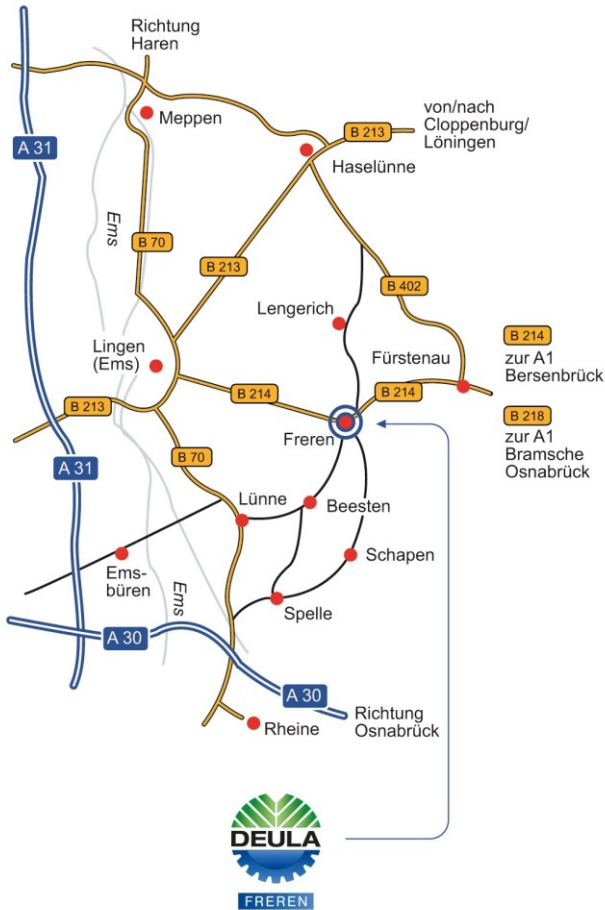 Richtung
Haren
Meppen
B 213
von/nach
Cloppenburg/
Löningen
A 31
Haselünne
Ems
B 70
B 213
B 402
Lengerich
B 214
zur A1
Bersenbrück
Lingen
(Ems)
Fürstenau
B 214
B 214
B 213
B 218
zur A1
Bramsche
Osnabrück
Freren
B 70
A 31
Lünne
Beesten
Schapen
Ems-
büren
Ems
Spelle
A 30
A 30
Richtung
Osnabrück
Rheine
DEULA
FREREN